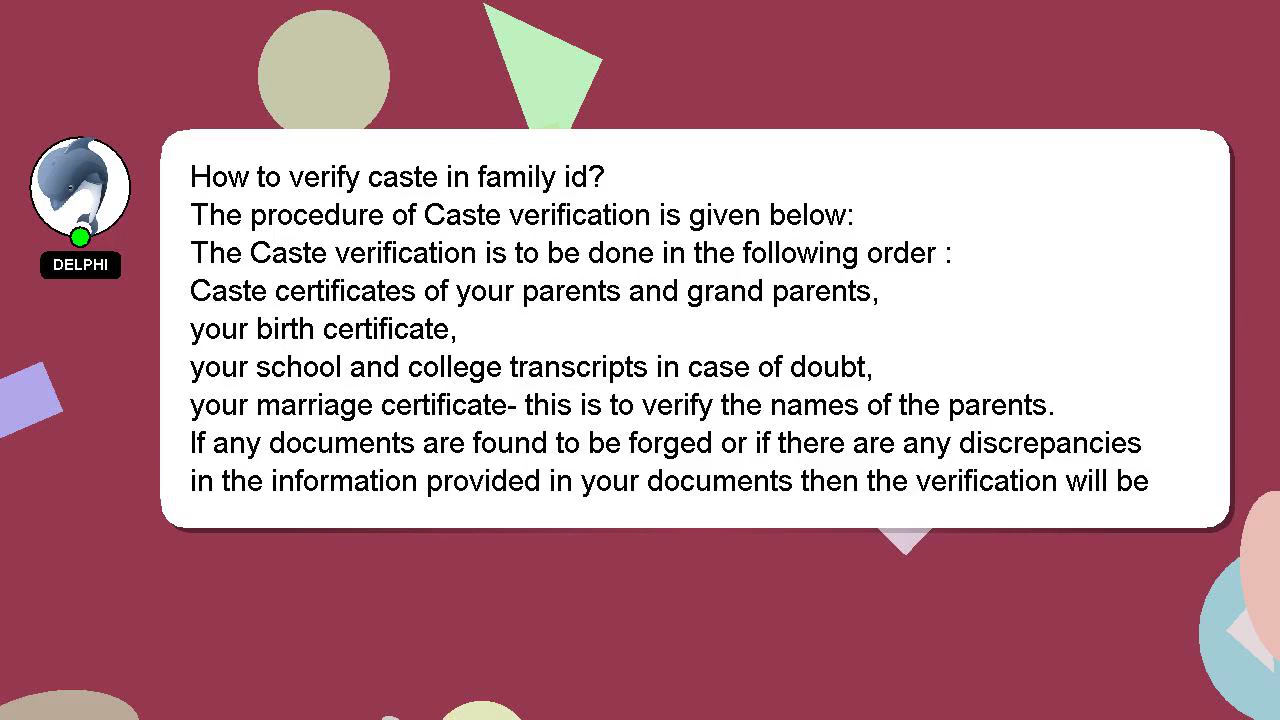 DELPHI
How to verify caste in family id?
The procedure of Caste verification is given below:
The Caste verification is to be done in the following order :
Caste certificates of your parents and grand parents,
your birth certificate,
your school and college transcripts in case of doubt,
your marriage certificate- this is to verify the names of the parents.
If any documents are found to be forged or if there are any discrepancies
in the information provided in your documents then the verification will be